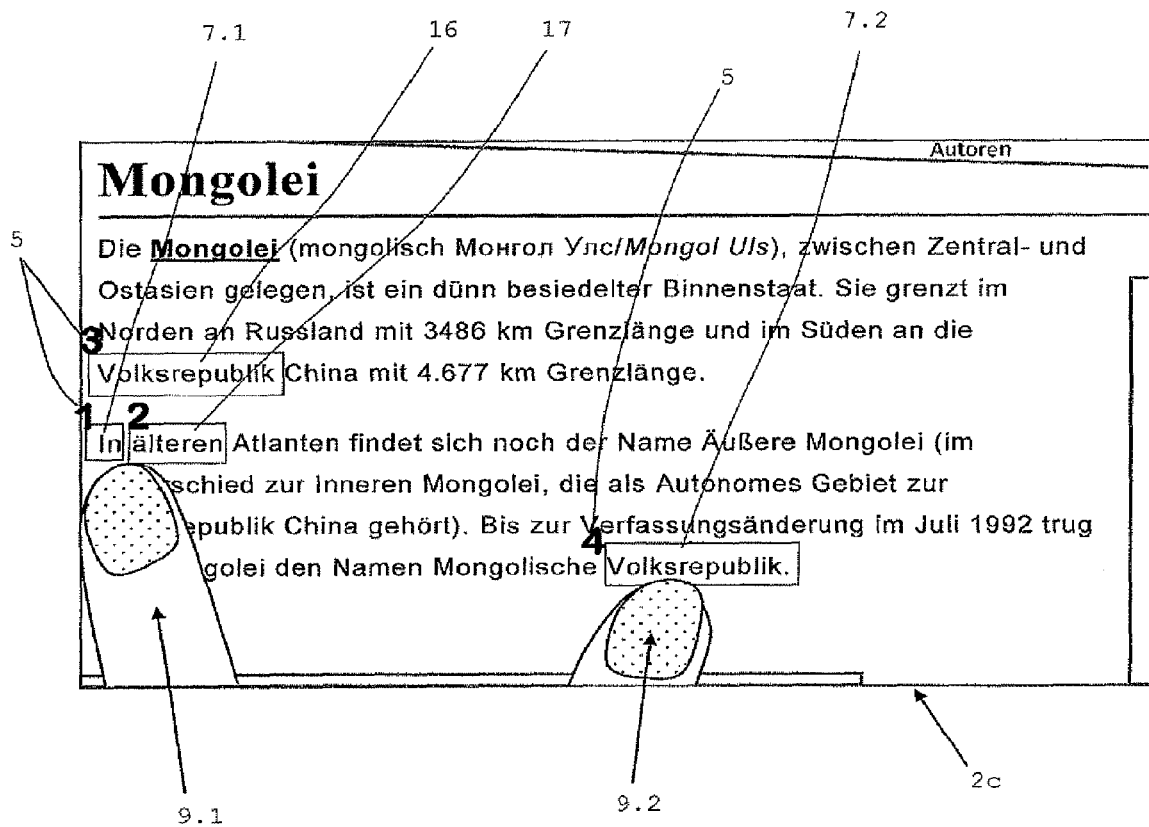 7.1 16 17 7.2
5
Autoren
Mongolei
5
Die Mongolei (mongolisch Монгол Улс/Mongol Uls), zwischen Zentral- und
Ostasien gelegen, ist ein dünn besiedelter Binnenstaat. Sie grenzt im
Norden an Russland mit 3486 km Grenzlänge und im Süden an die
3
Volksrepublik China mit 4.677 km Grenzlänge.
1 2
In älteren Atlanten findet sich noch der Name Äußere Mongolei (im
schied zur Inneren Mongolei, die als Autonomes Gebiet zur
epublik China gehört). Bis zur Verfassungsänderung im Juli 1992 trug
4
golei den Namen Mongolische Volksrepublik.
2c
9.1 9.2